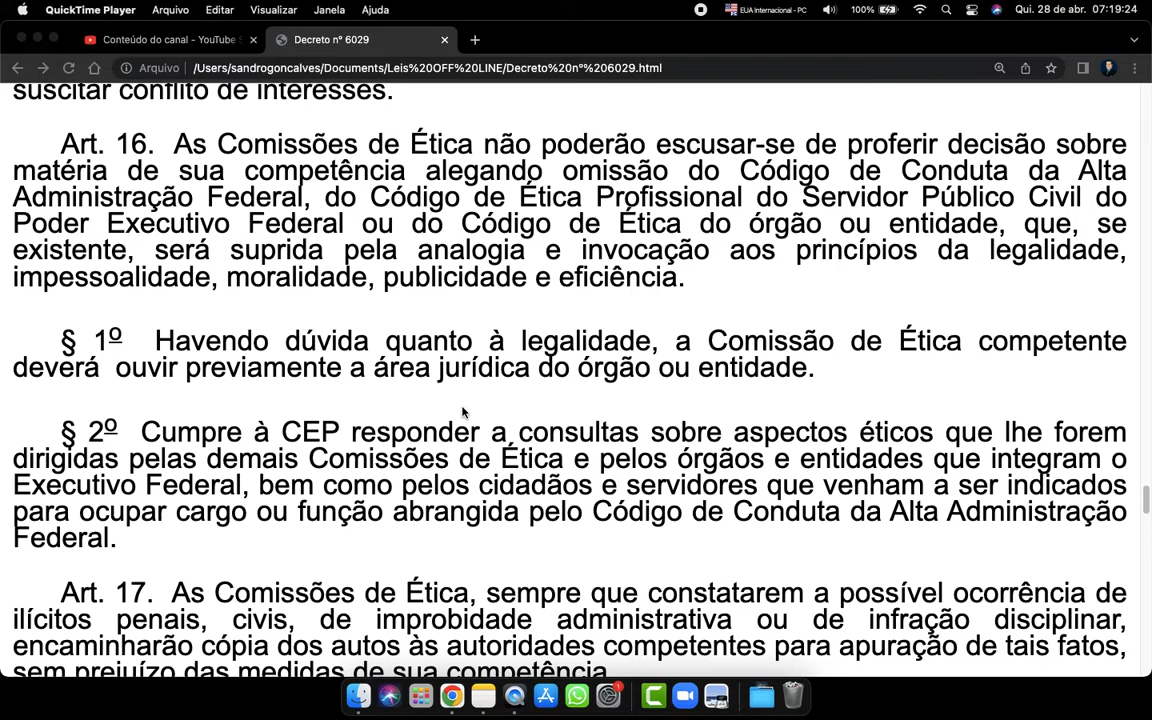 QuickTime Player Arquivo Editar Visualizar Janela Ajuda EUA Internacional - PC 100% Qui. 28 de abr. 07:19:24
Conteúdo do canal - YouTube S Decreto nº 6029
Arquivo /Users/sandrogoncalves/Documents/Leis%20OFF%20LINE/Decreto%20n°%206029.html
suscitar conflito de interesses.
Art. 16. As Comissões de Ética não poderão escusar-se de proferir decisão sobre
matéria de sua competência alegando omissão do Código de Conduta da Alta
Administração Federal, do Código de Ética Profissional do Servidor Público Civil do
Poder Executivo Federal ou do Código de Ética do órgão ou entidade, que, se
existente, será suprida pela analogia e invocação aos princípios da legalidade,
impessoalidade, moralidade, publicidade e eficiência.
§ 1º Havendo dúvida quanto à legalidade, a Comissão de Ética competente
deverá ouvir previamente a área jurídica do órgão ou entidade.
§ 2º Cumpre à CEP responder a consultas sobre aspectos éticos que lhe forem
dirigidas pelas demais Comissões de Ética e pelos órgãos e entidades que integram o
Executivo Federal, bem como pelos cidadãos e servidores que venham a ser indicados
para ocupar cargo ou função abrangida pelo Código de Conduta da Alta Administração
Federal.
Art. 17. As Comissões de Ética, sempre que constatarem a possível ocorrência de
ilícitos penais, civis, de improbidade administrativa ou de infração disciplinar,
encaminharão cópia dos autos às autoridades competentes para apuração de tais fatos,
sem prejuízo das medidas de sua competência.
1